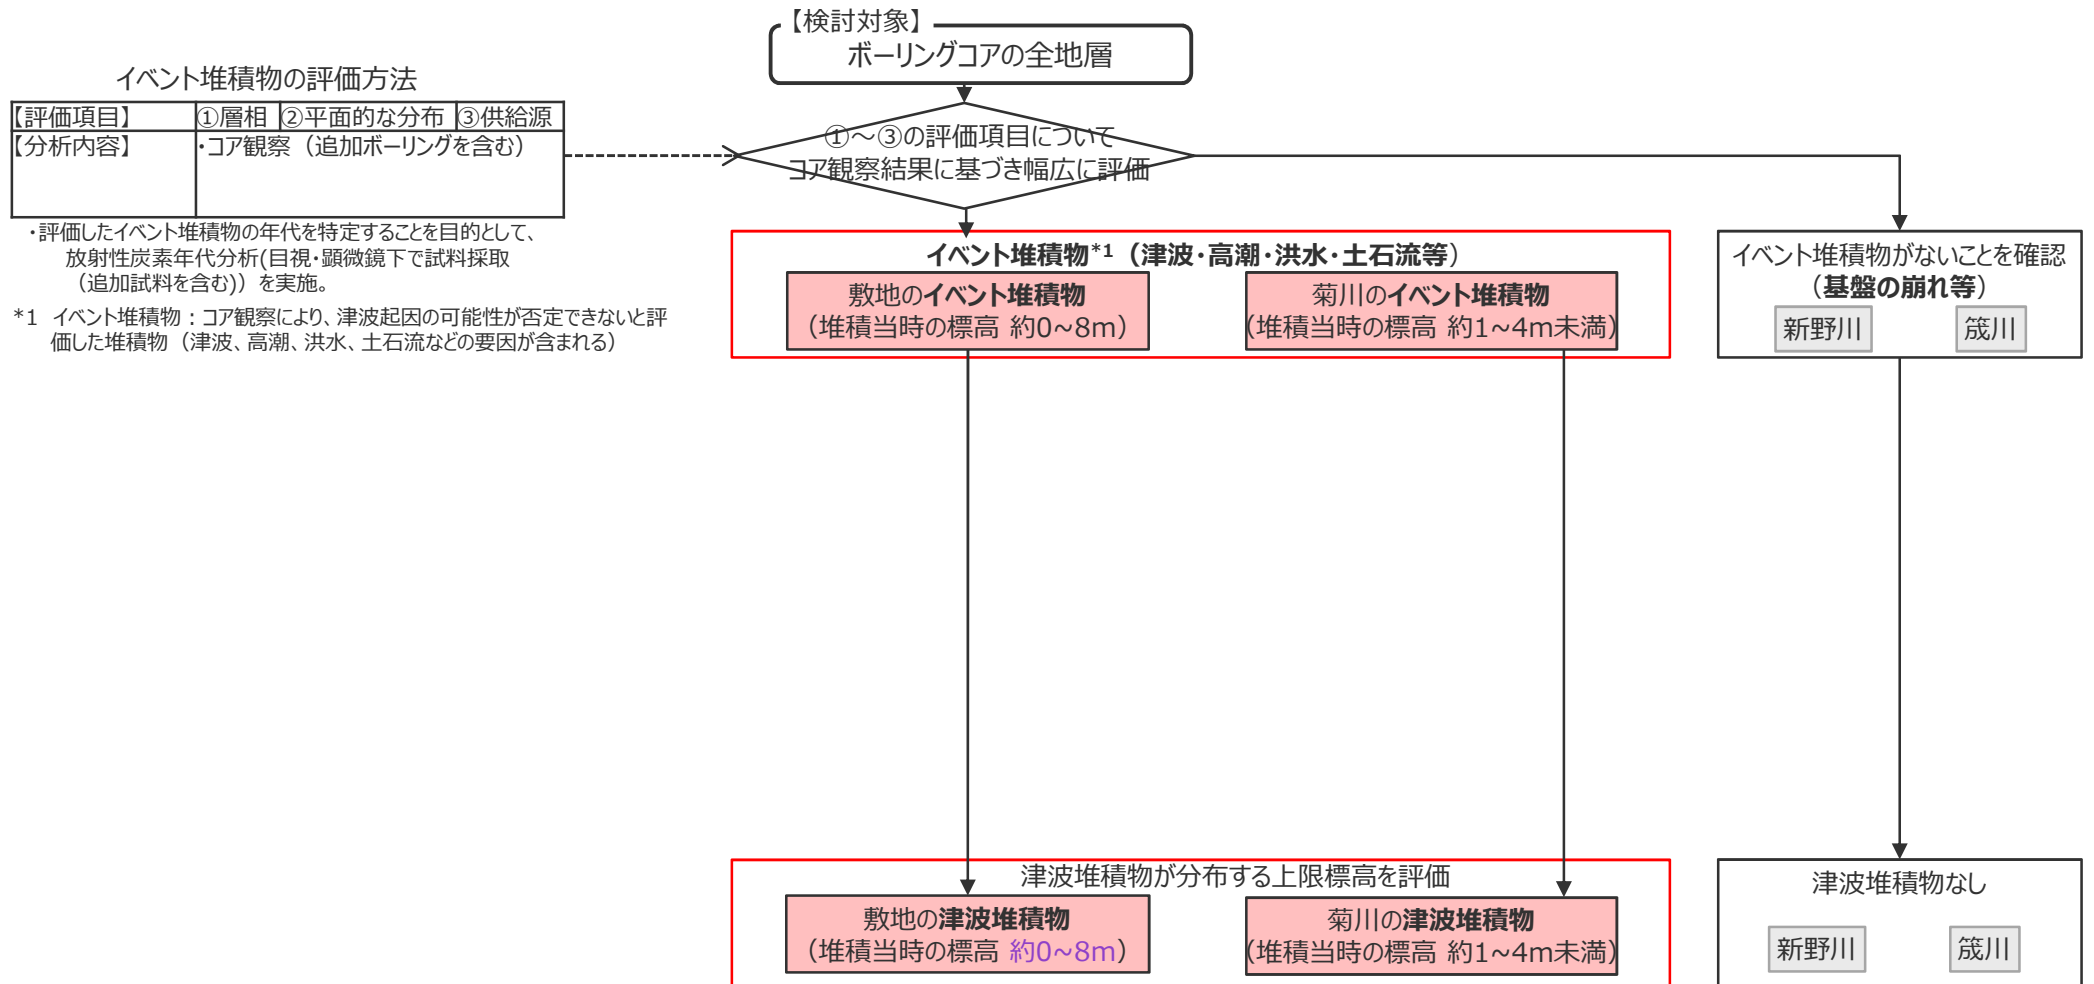 【検討対象】
ボーリングコアの全地層
イベント堆積物の評価方法
【評価項目】 ①層相 ②平面的な分布 ③供給源
【分析内容】 ・コア観察（追加ボーリングを含む）
・評価したイベント堆積物の年代を特定することを目的として、
放射性炭素年代分析(目視・顕微鏡下で試料採取
（追加試料を含む)）を実施。
*1 イベント堆積物：コア観察により、津波起因の可能性が否定できないと評
価した堆積物（津波、高潮、洪水、土石流などの要因が含まれる）
①～③の評価項目について
コア観察結果に基づき幅広に評価
イベント堆積物*1（津波・高潮・洪水・土石流等）
敷地のイベント堆積物
（堆積当時の標高 約0~8m）
菊川のイベント堆積物
（堆積当時の標高 約1~4m未満）
イベント堆積物がないことを確認
（基盤の崩れ等）
新野川 筬川
津波堆積物が分布する上限標高を評価
敷地の津波堆積物
（堆積当時の標高 約0~8m）
菊川の津波堆積物
（堆積当時の標高 約1~4m未満）
津波堆積物なし
新野川 筬川